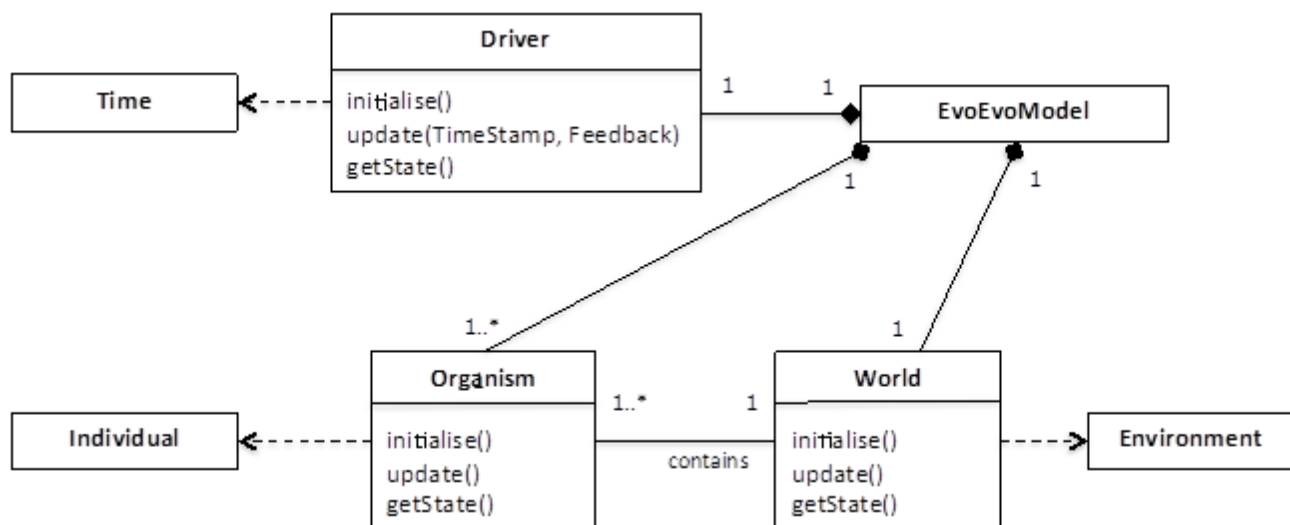 Driver
Time
initialise()
update(TimeStamp, Feedback)
getState()
1
1
EvoEvoModel
1
1
1..*
1
Organism
World
1..*
1
contains
Individual
initialise()
update()
getState()
initialise()
update()
getState()
Environment